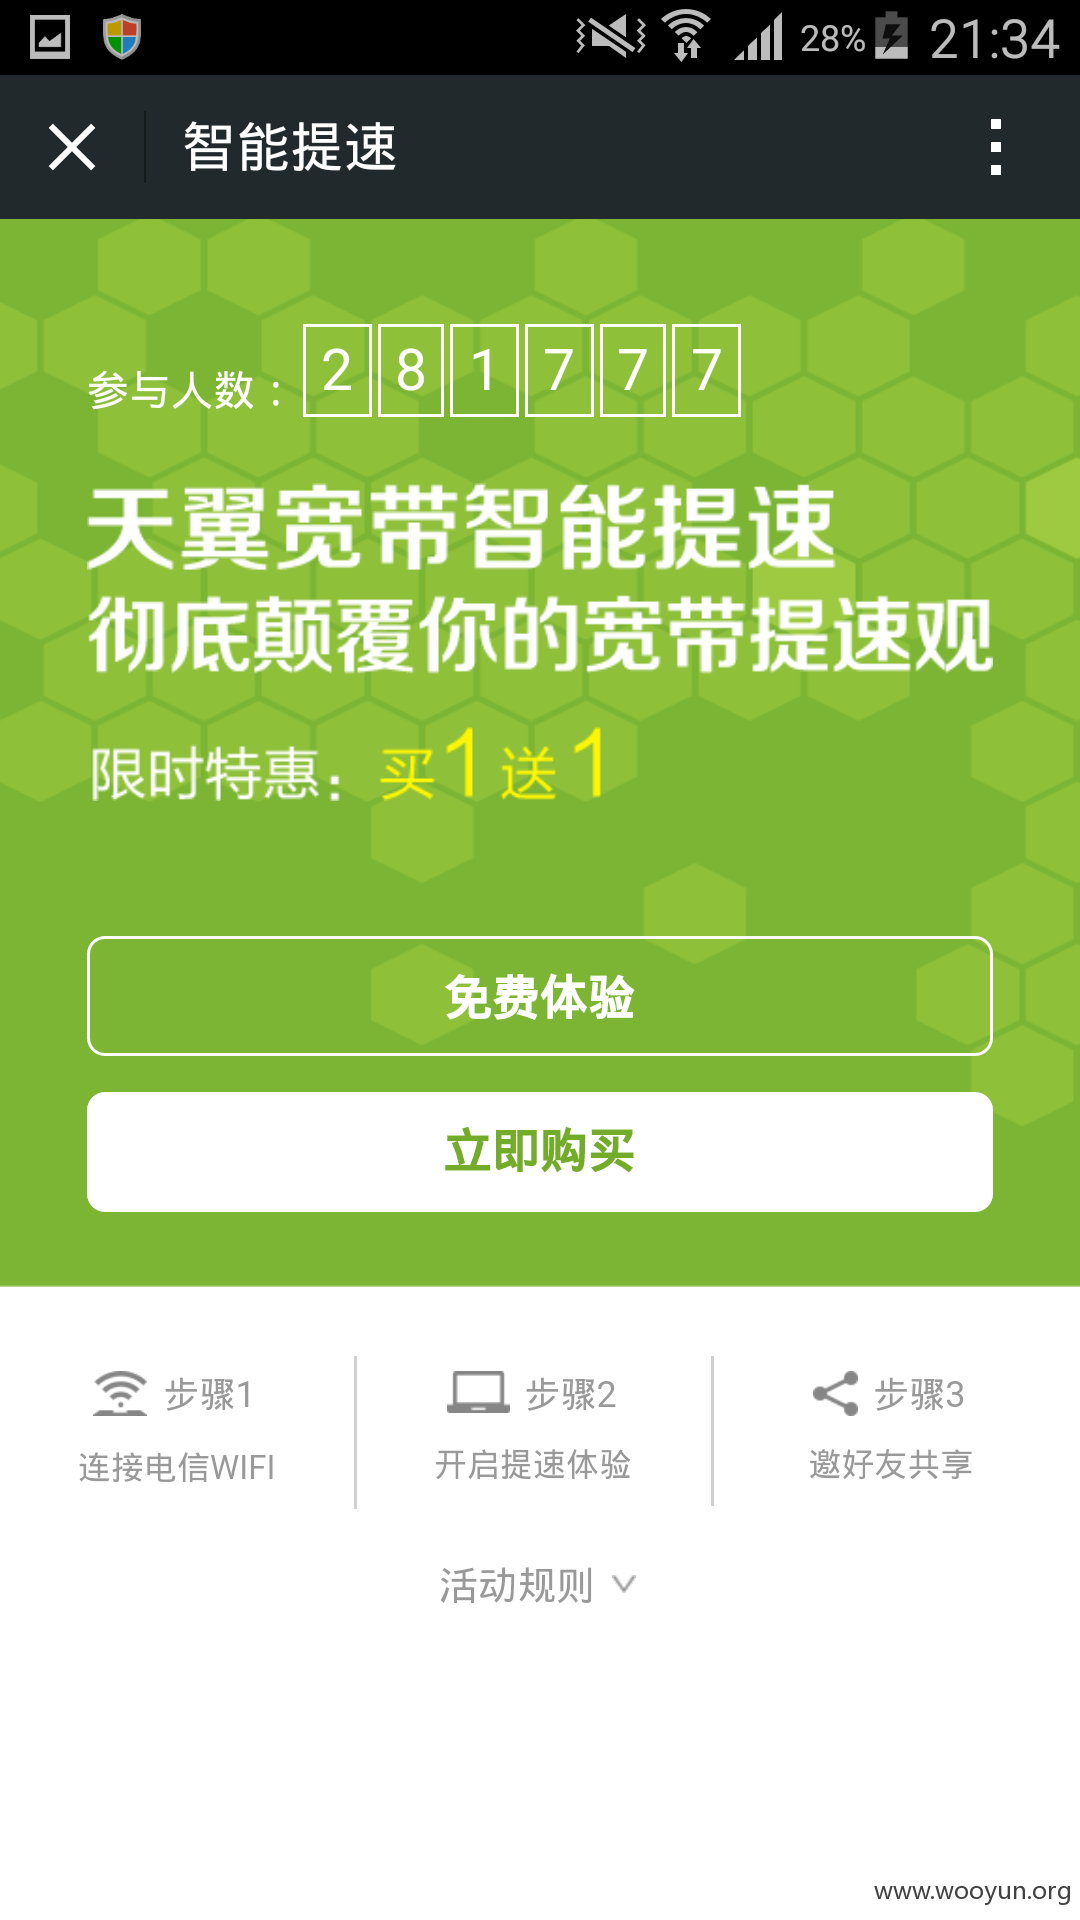 28% 21:34
智能提速
参与人数： 2 8 1 7 7 7
天翼宽带智能提速
彻底颠覆你的宽带提速观
限时特惠：买1送1
免费体验
立即购买
步骤1 步骤2 步骤3
连接电信WIFI 开启提速体验 邀好友共享
活动规则
www.wooyun.org